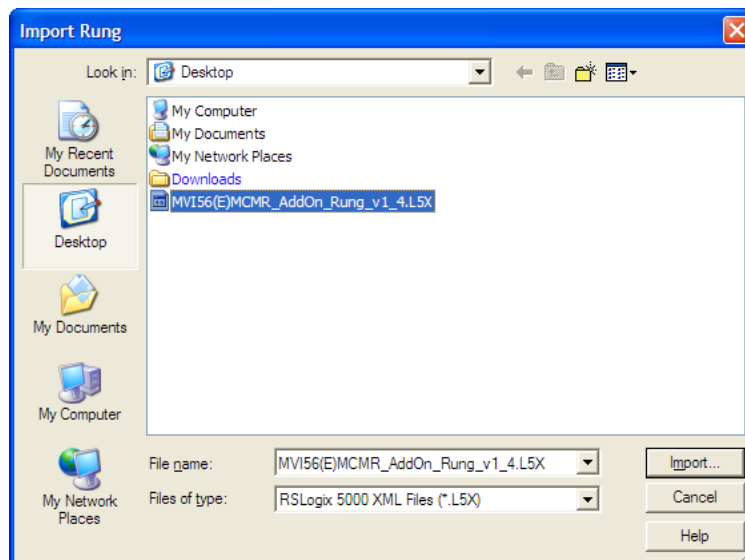 Import Rung
Look in:
Desktop
My Recent
Documents
Desktop
My Documents
My Computer
My Network
Places
My Computer
My Documents
My Network Places
Downloads
MVI56(E)MCMR_AddOn_Rung_v1_4.L5X
File name:
MVI56(E)MCMR_AddOn_Rung_v1_4.L5X
Import...
Files of type:
RSLogix 5000 XML Files (*.L5X)
Cancel
Help